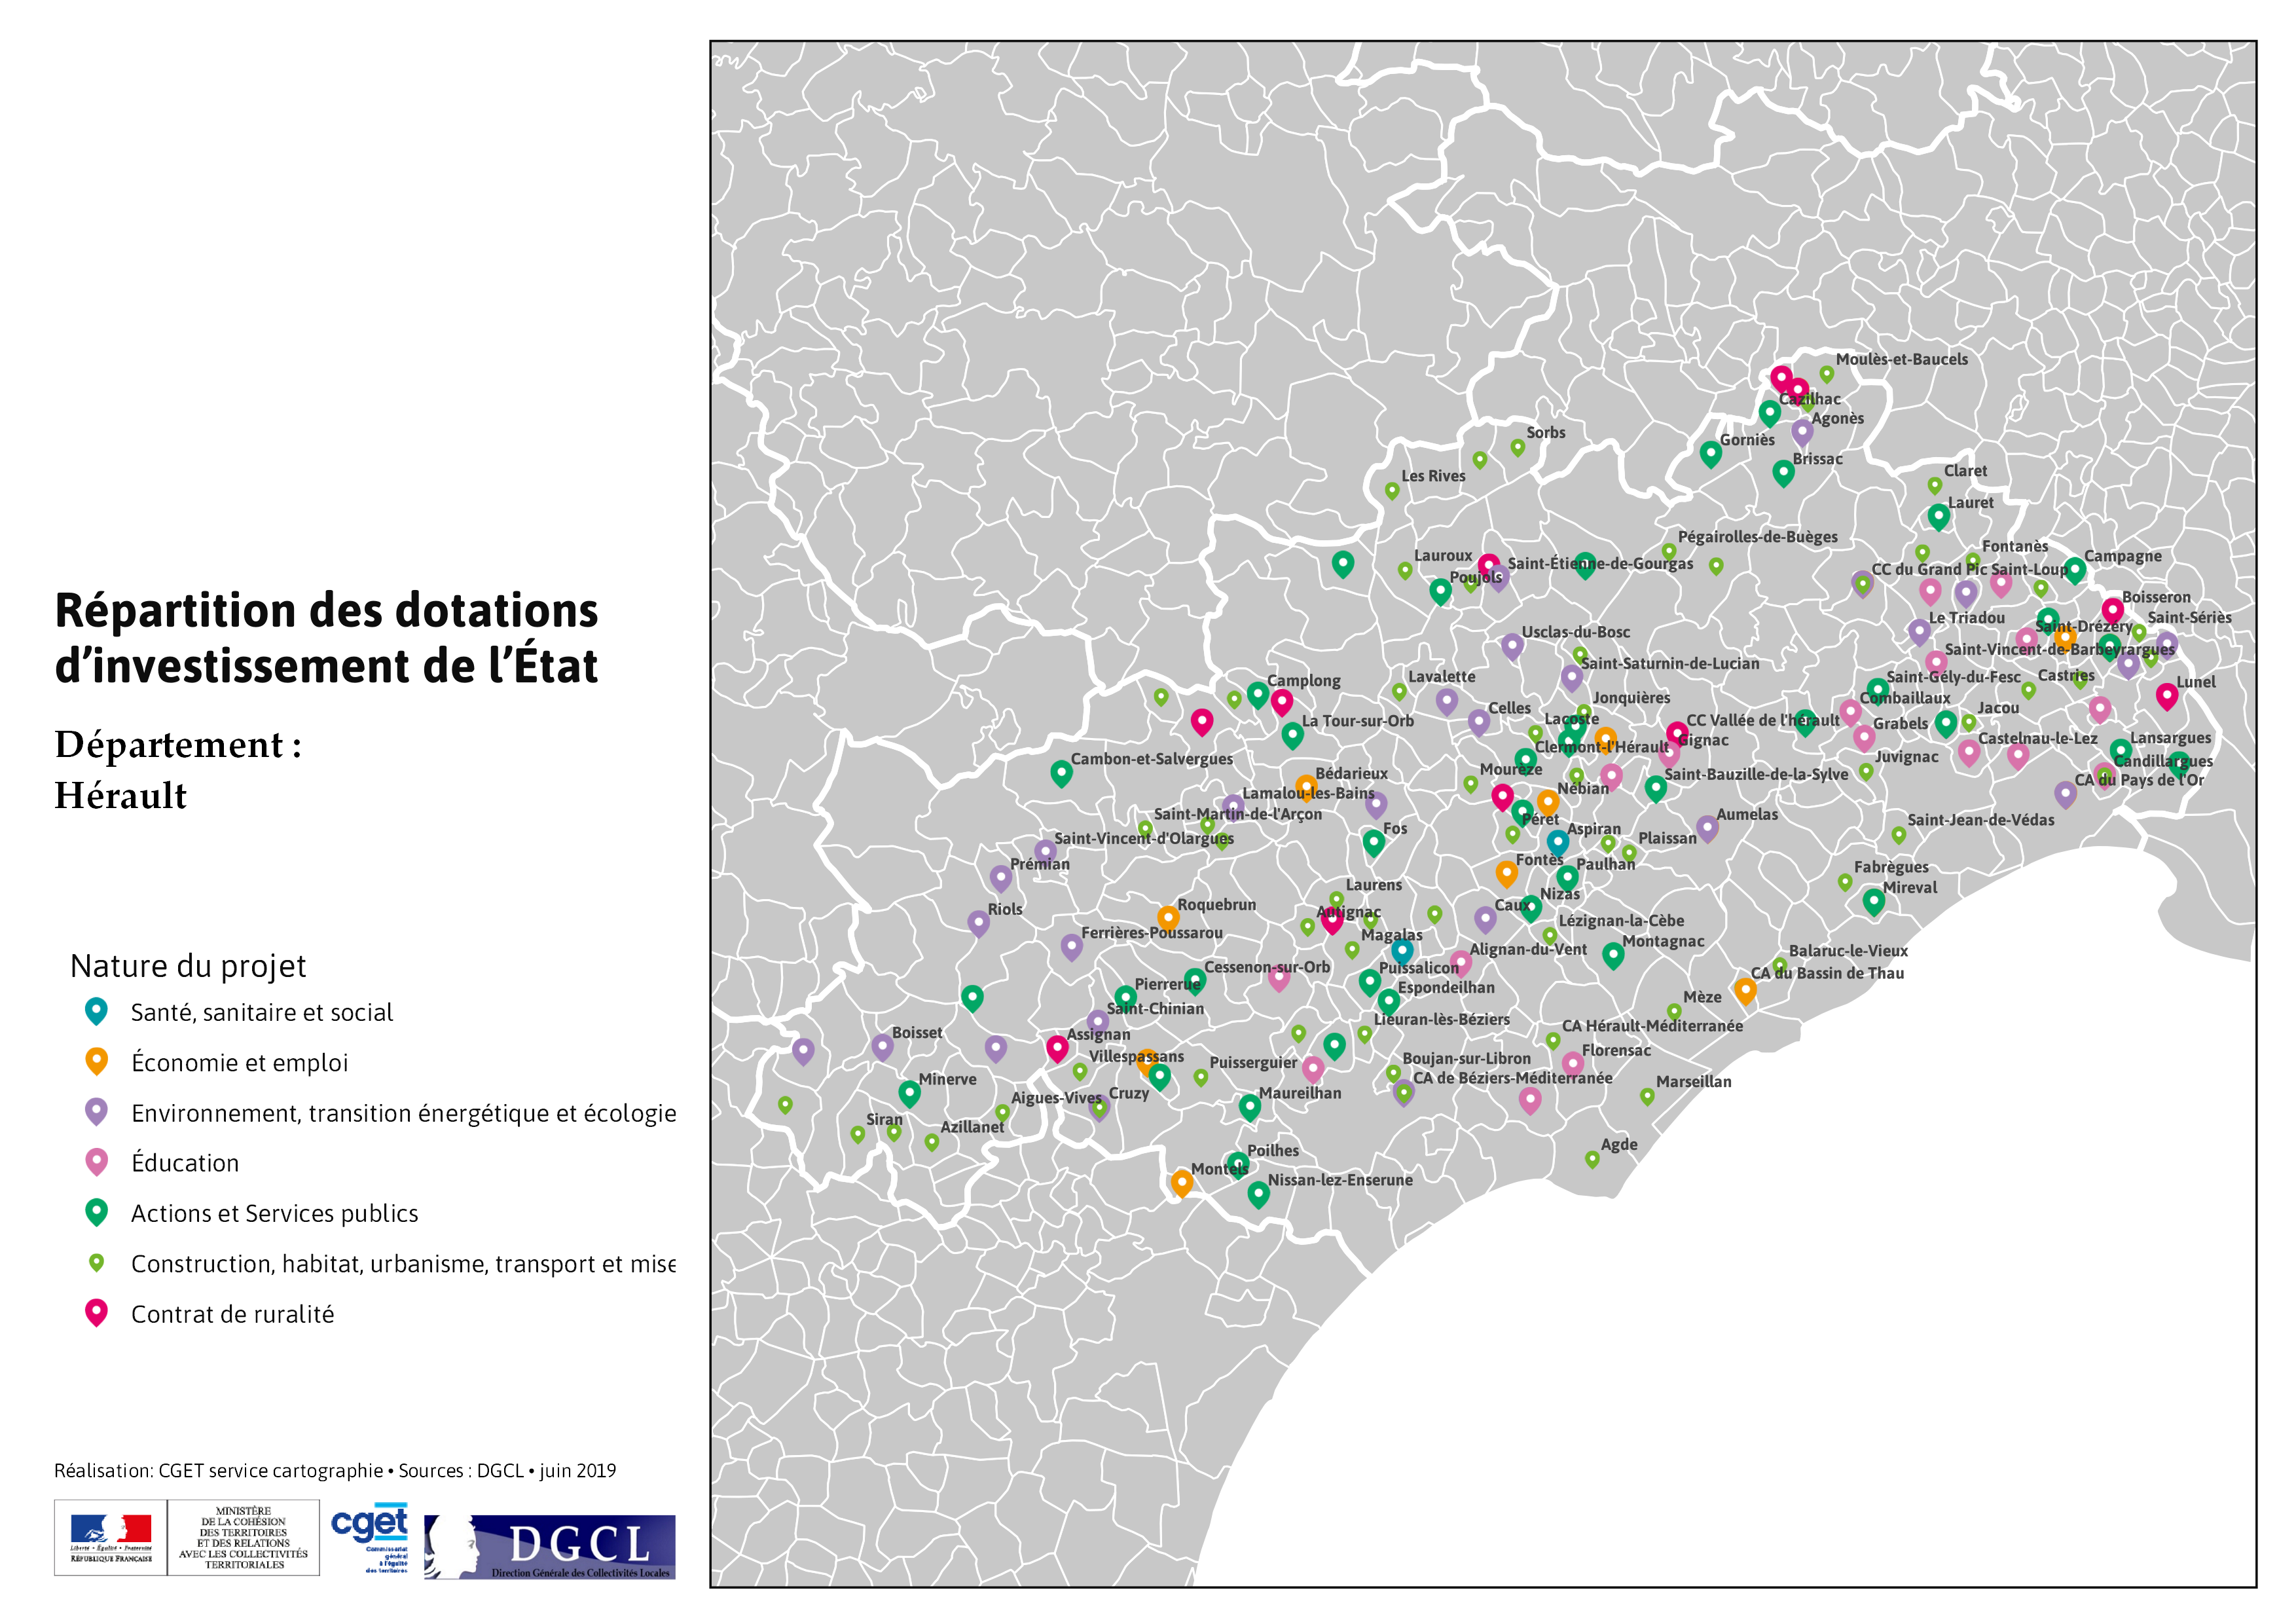 Répartition des dotations
d’investissement de l’État
Département :
Hérault
Nature du projet
Santé, sanitaire et social
Économie et emploi
Environnement, transition énergétique et écologie
Éducation
Actions et Services publics
Construction, habitat, urbanisme, transport et mise
Contrat de ruralité
Réalisation: CGET service cartographie • Sources : DGCL • juin 2019
Liberté • Égalité • Fraternité
RÉPUBLIQUE FRANÇAISE
MINISTÈRE
DE LA COHÉSION
DES TERRITOIRES
ET DES RELATIONS
AVEC LES COLLECTIVITÉS
TERRITORIALES
cget
Commissariat
général
à l'égalité
des territoires
DGCL
Direction Générale des Collectivités Locales
Moulès-et-Baucels
Cazilhac
Agonès
Sorbs
Gorniès
Brissac
Les Rives
Claret
Lauret
Pégairolles-de-Buèges
Fontanès
Lauroux
Saint-Étienne-de-Gourgas
Campagne
Poujols
CC du Grand Pic Saint-Loup
Boisseron
Le Triadou
Saint-Sériès
Usclas-du-Bosc
Saint-Drézéry
Saint-Vincent-de-Barbeyrargues
Saint-Saturnin-de-Lucian
Lavalette
Camplong
Saint-Gély-du-Fesc
Castries
Lunel
Jonquières
Combaillaux
Celles
Jacou
La Tour-sur-Orb
Lacoste
CC Vallée de l'hérault
Grabels
Clermont-l'Hérault
Gignac
Castelnau-le-Lez
Lansargues
Cambon-et-Salvergues
Juvignac
Candillargues
Bédarieux
Mourèze
Saint-Bauzille-de-la-Sylve
CA du Pays de l'Or
Lamalou-les-Bains
Nébian
Saint-Martin-de-l'Arçon
Péret
Aumelas
Saint-Jean-de-Védas
Fos
Aspiran
Saint-Vincent-d'Olargues
Plaissan
Prémian
Fontès
Paulhan
Fabrègues
Laurens
Nizas
Mireval
Roquebrun
Caux
Riols
Autignac
Lézignan-la-Cèbe
Ferrières-Poussarou
Magalas
Montagnac
Alignan-du-Vent
Balaruc-le-Vieux
Cessenon-sur-Orb
Puissalicon
CA du Bassin de Thau
Pierrerue
Espondeilhan
Mèze
Saint-Chinian
Lieuran-lès-Béziers
CA Hérault-Méditerranée
Boisset
Assignan
Florensac
Villespassans
Puisserguier
Boujan-sur-Libron
Minerve
CA de Béziers-Méditerranée
Marseillan
Aigues-Vives
Cruzy
Maureilhan
Siran
Azillanet
Agde
Poilhes
Montels
Nissan-lez-Enserune